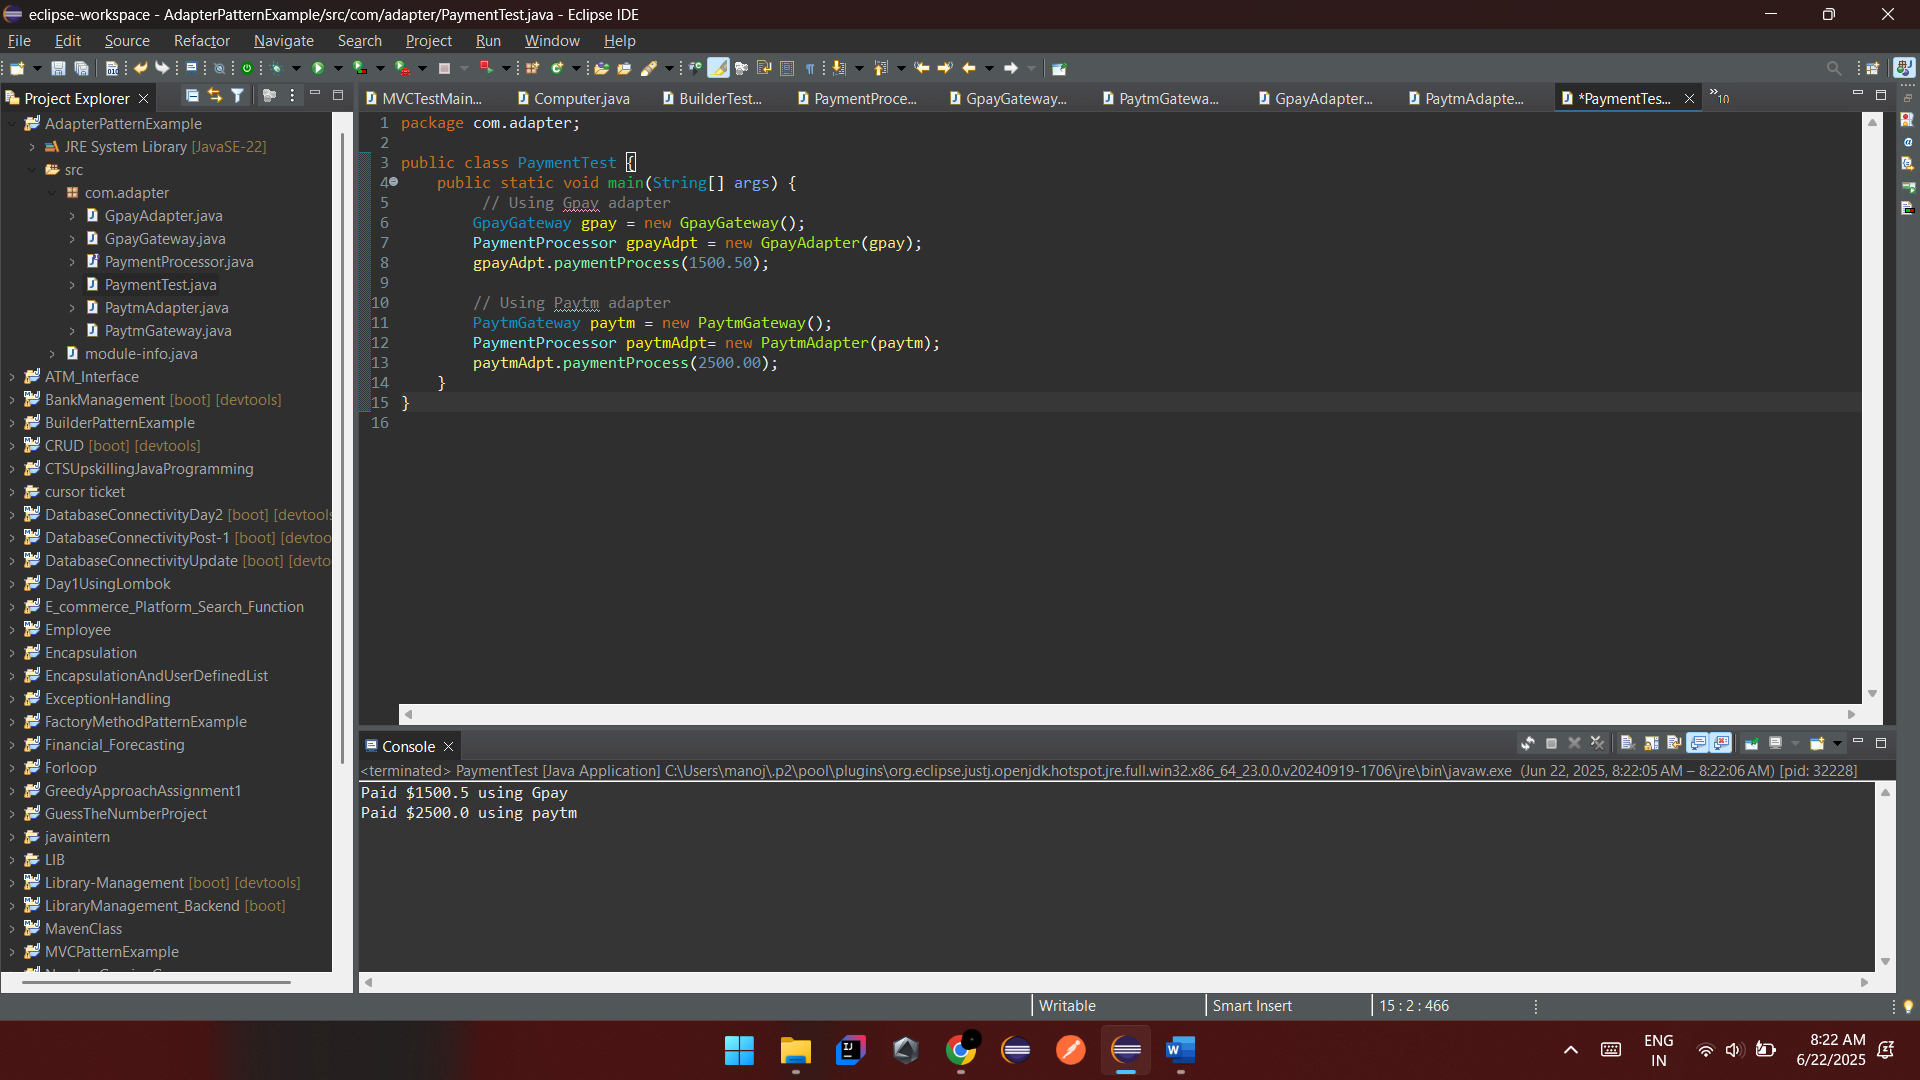 eclipse-workspace - AdapterPatternExample/src/com/adapter/PaymentTest.java - Eclipse IDE
File Edit Source Refactor Navigate Search Project Run Window Help
Project Explorer
MVCTestMain... Computer.java BuilderTest... PaymentProce... GpayGateway... PaytmGatewa... GpayAdapter... PaytmAdapte... *PaymentTes... »10
AdapterPatternExample
JRE System Library [JavaSE-22]
src
com.adapter
GpayAdapter.java
GpayGateway.java
PaymentProcessor.java
PaymentTest.java
PaytmAdapter.java
PaytmGateway.java
module-info.java
ATM_Interface
BankManagement [boot] [devtools]
BuilderPatternExample
CRUD [boot] [devtools]
CTSUpskillingJavaProgramming
cursor ticket
DatabaseConnectivityDay2 [boot] [devtools
DatabaseConnectivityPost-1 [boot] [devtoo
DatabaseConnectivityUpdate [boot] [devto
Day1UsingLombok
E_commerce_Platform_Search_Function
Employee
Encapsulation
EncapsulationAndUserDefinedList
ExceptionHandling
FactoryMethodPatternExample
Financial_Forecasting
Forloop
GreedyApproachAssignment1
GuessTheNumberProject
javaintern
LIB
Library-Management [boot] [devtools]
LibraryManagement_Backend [boot]
MavenClass
MVCPatternExample
1 package com.adapter;
2
3 public class PaymentTest {
4 public static void main(String[] args) {
5 // Using Gpay adapter
6 GpayGateway gpay = new GpayGateway();
7 PaymentProcessor gpayAdpt = new GpayAdapter(gpay);
8 gpayAdpt.paymentProcess(1500.50);
9
10 // Using Paytm adapter
11 PaytmGateway paytm = new PaytmGateway();
12 PaymentProcessor paytmAdpt= new PaytmAdapter(paytm);
13 paytmAdpt.paymentProcess(2500.00);
14 }
15 }
16
Console
<terminated> PaymentTest [Java Application] C:\Users\manoj\.p2\pool\plugins\org.eclipse.justj.openjdk.hotspot.jre.full.win32.x86_64_23.0.0.v20240919-1706\jre\bin\javaw.exe (Jun 22, 2025, 8:22:05 AM – 8:22:06 AM) [pid: 32228]
Paid $1500.5 using Gpay
Paid $2500.0 using paytm
Writable Smart Insert 15 : 2 : 466
ENG
IN
8:22 AM
6/22/2025